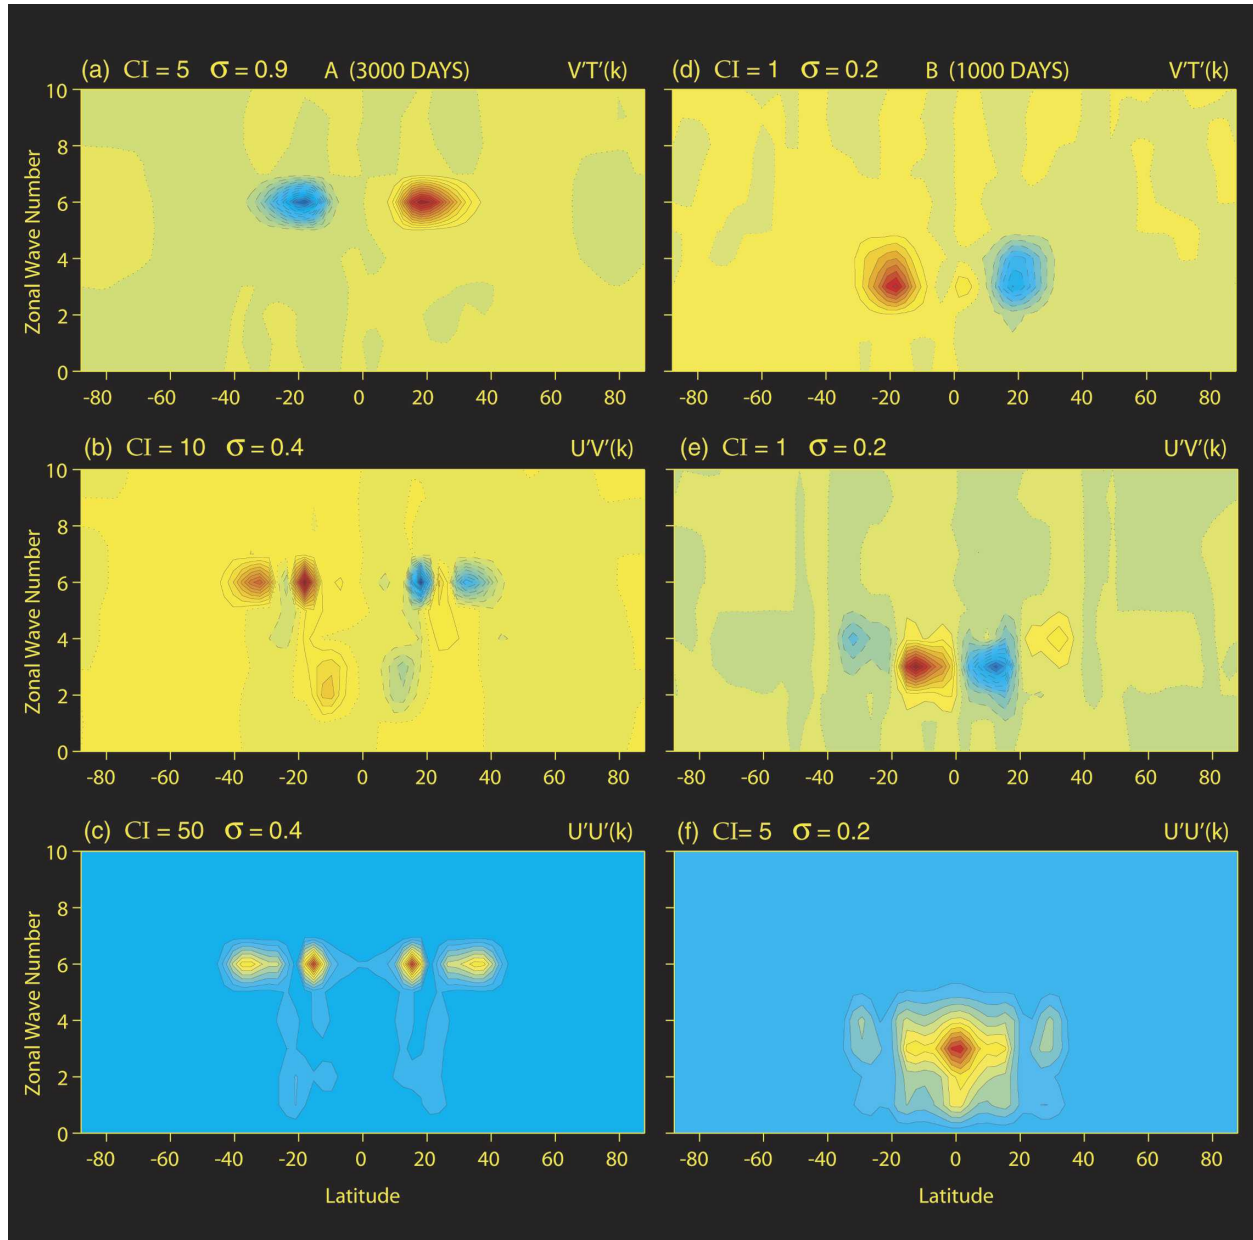 (a) CI = 5 σ = 0.9 A (3000 DAYS) V'T'(k)
10
8
6
4
2
0
Zonal Wave Number
-80 -60 -40 -20 0 20 40 60 80
(d) CI = 1 σ = 0.2 B (1000 DAYS) V'T'(k)
-80 -60 -40 -20 0 20 40 60 80
(b) CI = 10 σ = 0.4 U'V'(k)
10
8
6
4
2
0
Zonal Wave Number
-80 -60 -40 -20 0 20 40 60 80
(e) CI = 1 σ = 0.2 U'V'(k)
-80 -60 -40 -20 0 20 40 60 80
(c) CI = 50 σ = 0.4 U'U'(k)
10
8
6
4
2
0
Zonal Wave Number
-80 -60 -40 -20 0 20 40 60 80
Latitude
(f) CI= 5 σ = 0.2 U'U'(k)
-80 -60 -40 -20 0 20 40 60 80
Latitude